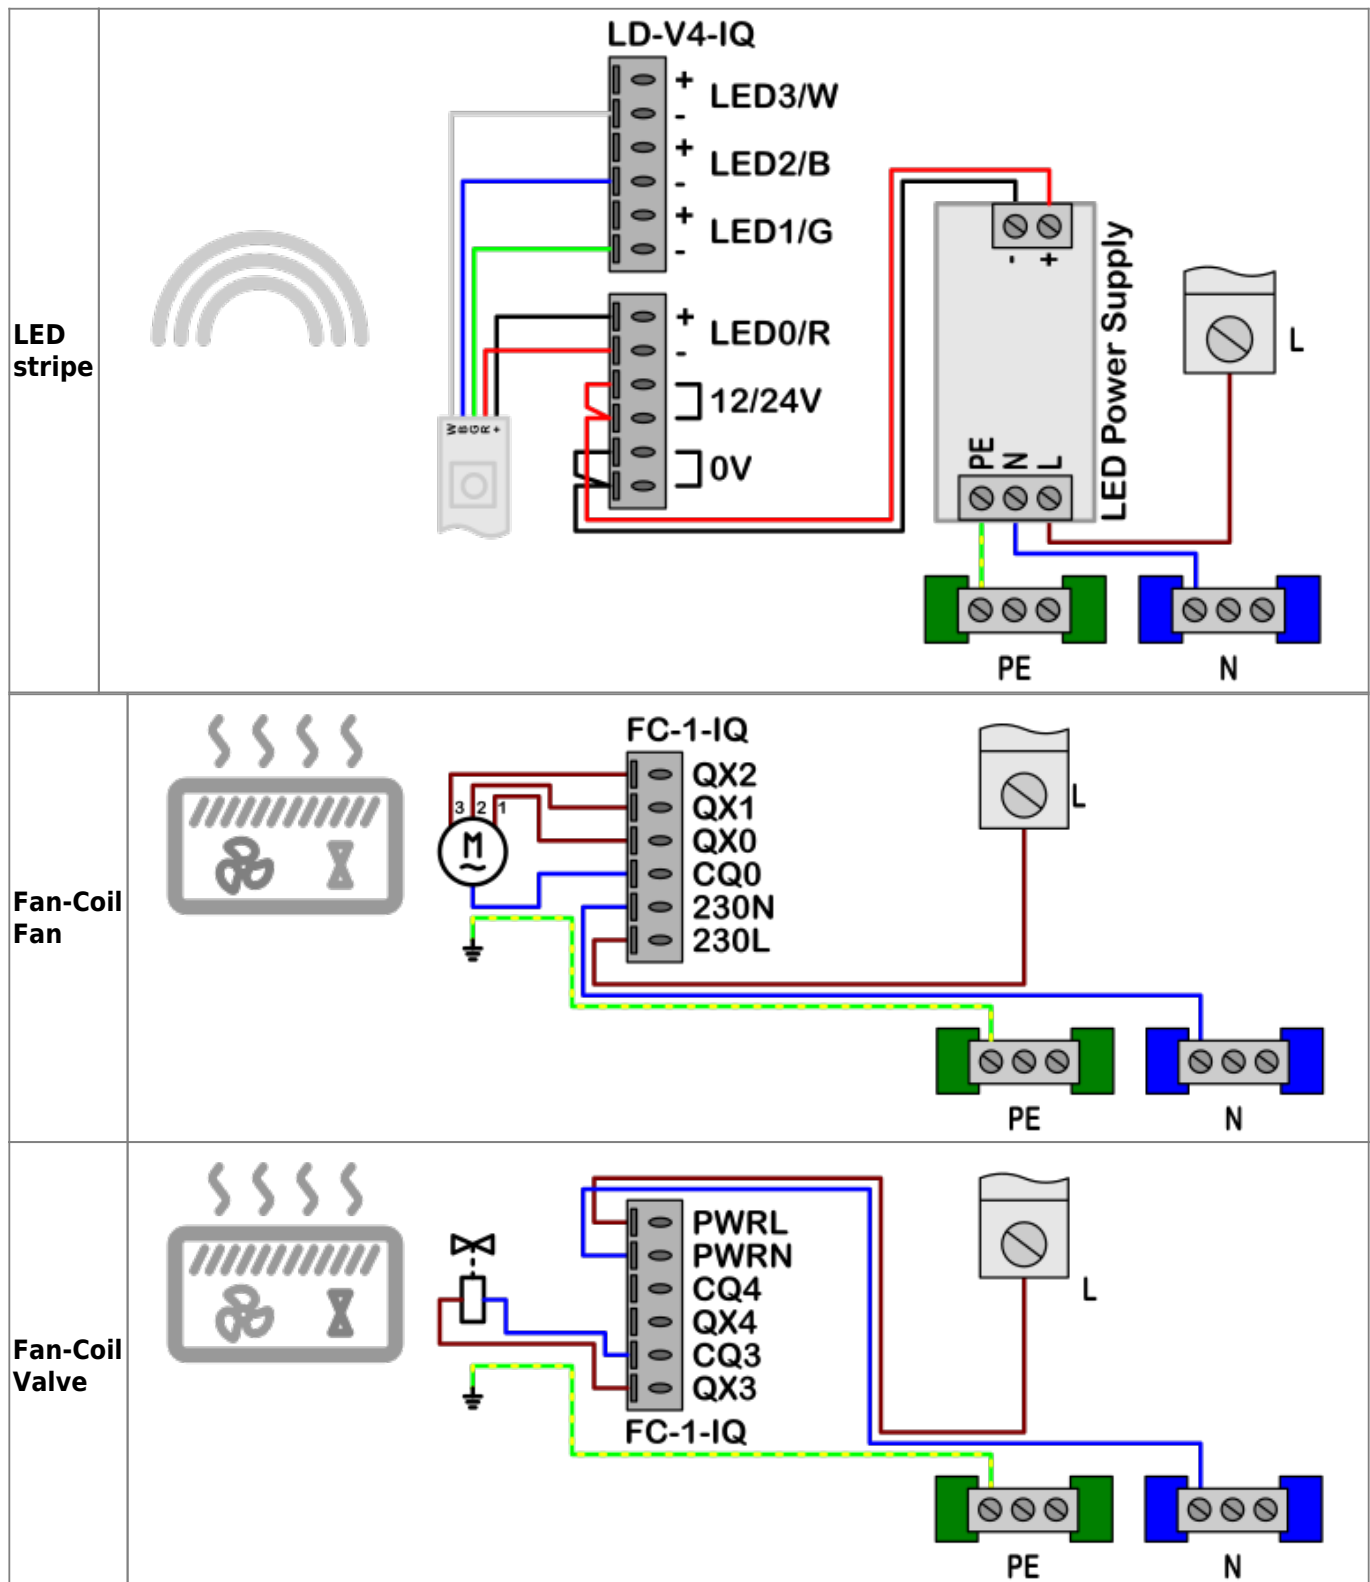 LD-V4-IQ
+
LED3/W
-
+
LED2/B
-
+
LED1/G
-
+
LED0/R
-
12/24V
0V
W B G R +
- +
LED Power Supply
PE N L
L
PE
N
LED
stripe
FC-1-IQ
QX2
QX1
QX0
CQ0
230N
230L
3 2 1
M
~
L
PE
N
Fan-Coil
Fan
PWRL
PWRN
CQ4
QX4
CQ3
QX3
FC-1-IQ
L
PE
N
Fan-Coil
Valve